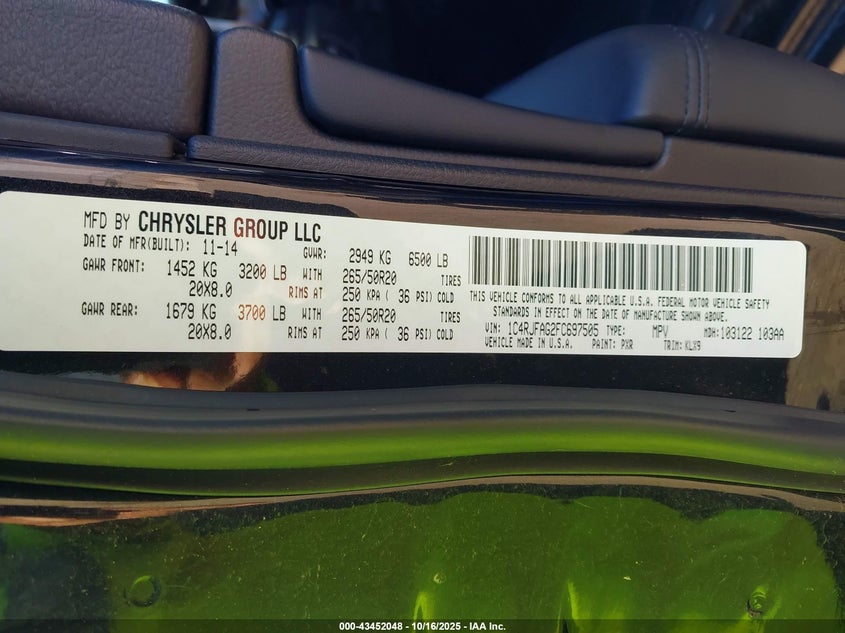 MFD BY CHRYSLER GROUP LLC
DATE OF MFR(BUILT): 11-14 GVWR: 2949 KG 6500 LB
GAWR FRONT: 1452 KG 3200 LB WITH 265/50R20 TIRES
20X8.0 RIMS AT 250 KPA ( 36 PSI) COLD
GAWR REAR: 1679 KG 3700 LB WITH 265/50R20 TIRES
20X8.0 RIMS AT 250 KPA ( 36 PSI) COLD
THIS VEHICLE CONFORMS TO ALL APPLICABLE U.S.A. FEDERAL MOTOR VEHICLE SAFETY
STANDARDS IN EFFECT ON THE DATE OF MANUFACTURE SHOWN ABOVE.
VIN: 1C4RJFAG2FC697505 TYPE: MPV MDH: 103122 103AA
VEHICLE MADE IN U.S.A. PAINT: PXR TRIM: KLX9
000-43452048 - 10/16/2025 - IAA Inc.